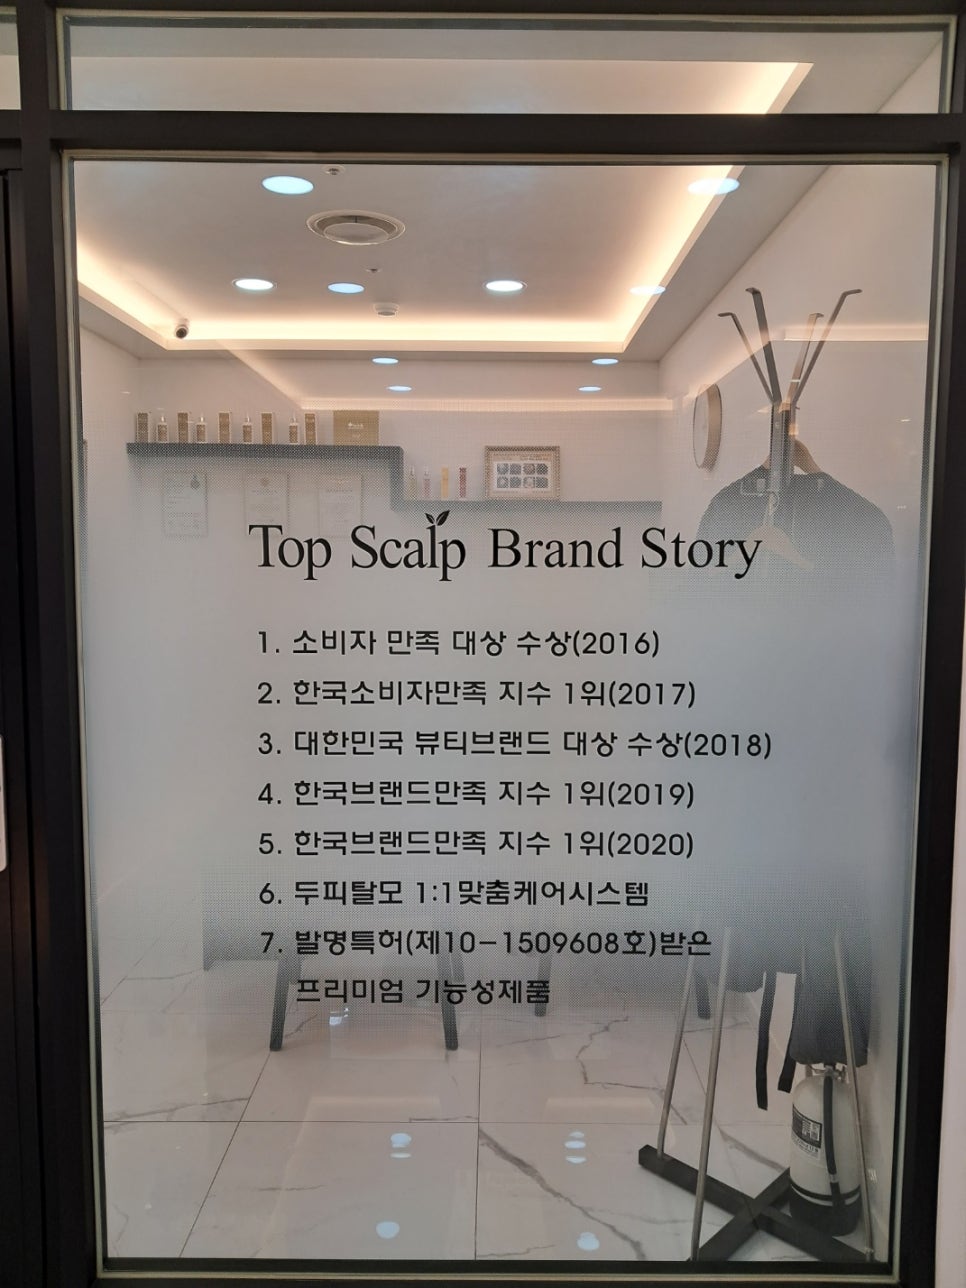 Top Scalp Brand Story
1. 소비자 만족 대상 수상(2016)
2. 한국소비자만족 지수 1위(2017)
3. 대한민국 뷰티브랜드 대상 수상(2018)
4. 한국브랜드만족 지수 1위(2019)
5. 한국브랜드만족 지수 1위(2020)
6. 두피탈모 1:1맞춤케어시스템
7. 발명특허(제10-1509608호)받은
프리미엄 기능성제품